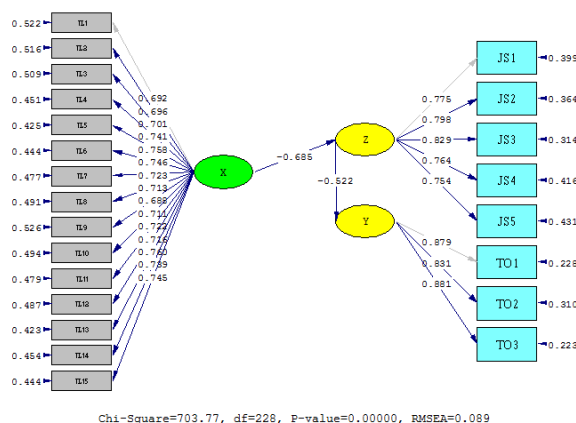 0.522 TL1
0.516 TL2
0.509 TL3
0.451 TL4
0.425 TL5
0.444 TL6
0.477 TL7
0.491 TL8
0.526 TL9
0.494 TL10
0.479 TL11
0.487 TL12
0.423 TL13
0.454 TL14
0.444 TL15
0.692
0.696
0.701
0.741
0.758
0.746
0.723
0.713
0.688
0.711
0.722
0.716
0.760
0.739
0.745
X
-0.685
Z
-0.522
Y
0.775
0.798
0.829
0.764
0.754
0.879
0.831
0.881
JS1 0.399
JS2 0.364
JS3 0.314
JS4 0.416
JS5 0.431
TO1 0.228
TO2 0.310
TO3 0.223
Chi-Square=703.77, df=228, P-value=0.00000, RMSEA=0.089